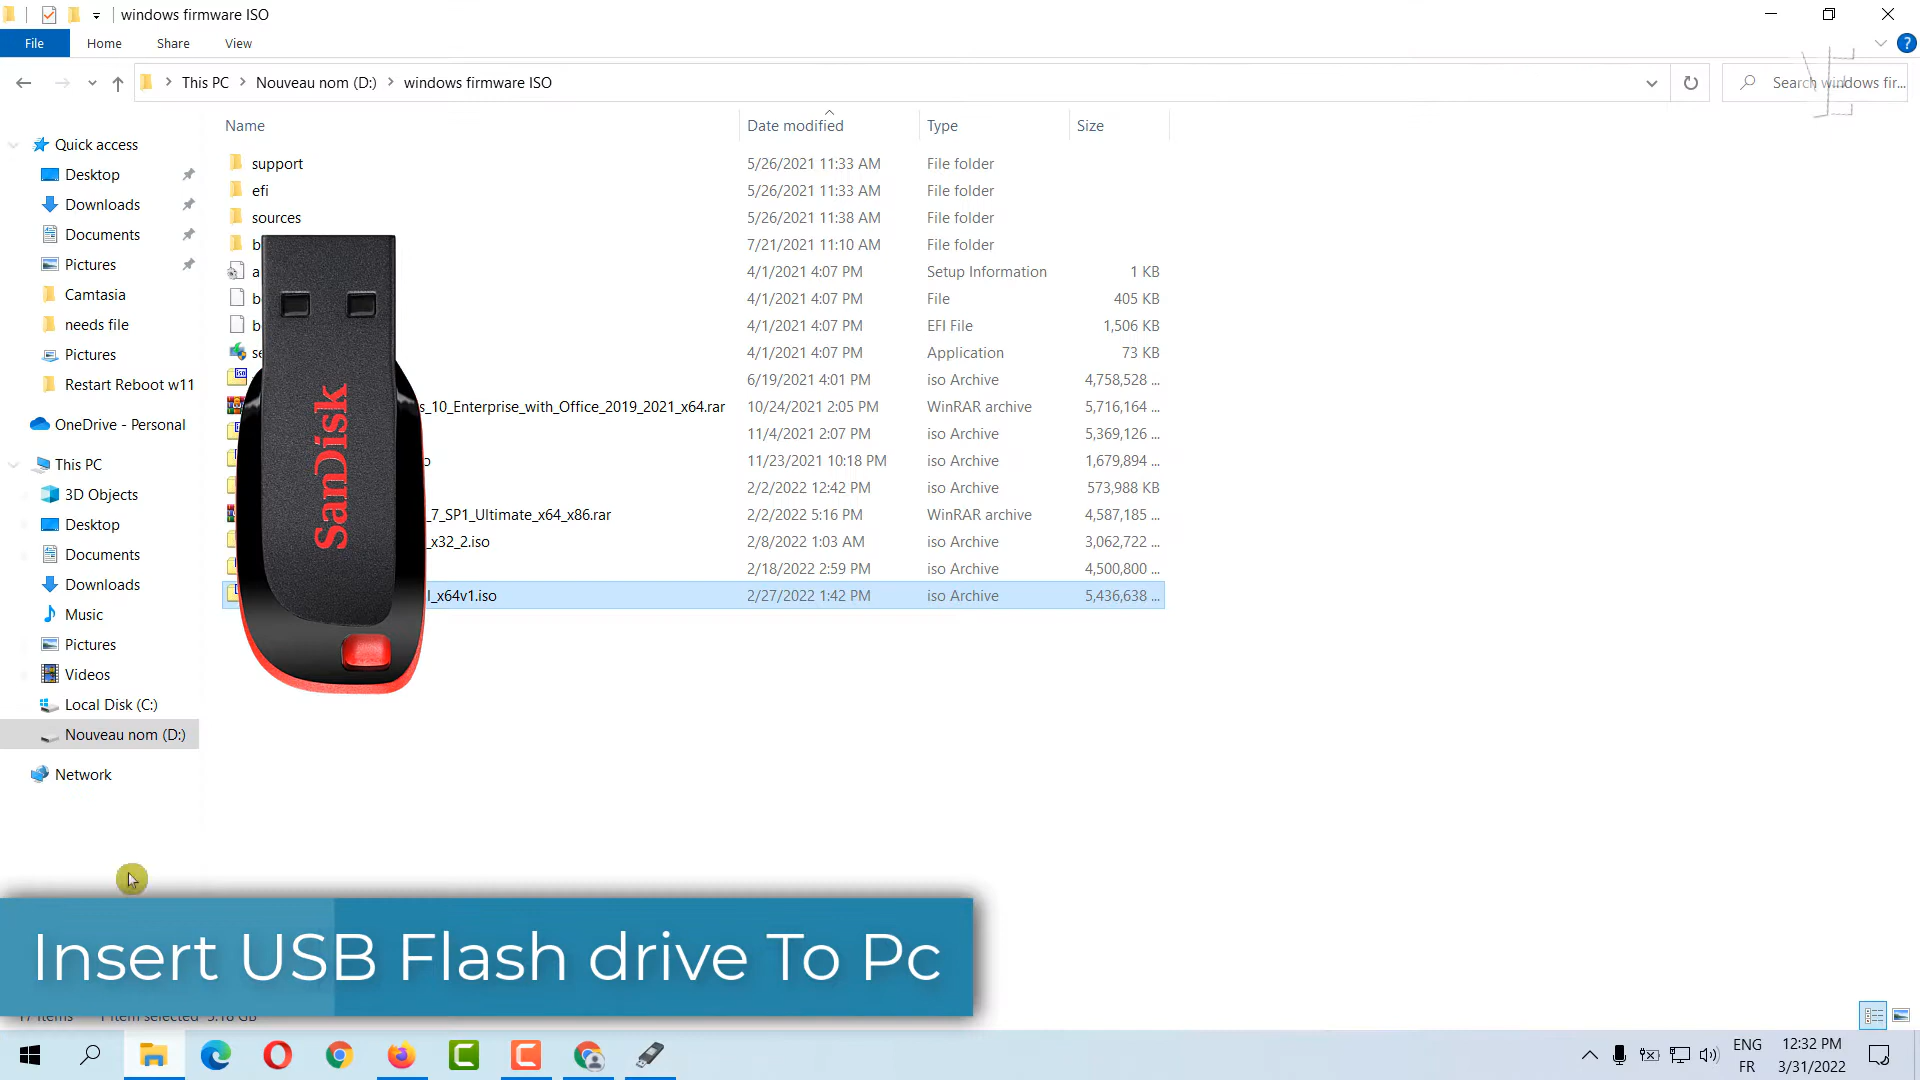 windows firmware ISO
File Home Share View
This PC Nouveau nom (D:) windows firmware ISO
Search windows fir...
Name Date modified Type Size
Quick access
Desktop
Downloads
Documents
Pictures
Camtasia
needs file
Pictures
Restart Reboot w11
OneDrive - Personal
This PC
3D Objects
Desktop
Documents
Downloads
Music
Pictures
Videos
Local Disk (C:)
Nouveau nom (D:)
Network
support 5/26/2021 11:33 AM File folder
efi 5/26/2021 11:33 AM File folder
sources 5/26/2021 11:38 AM File folder
b 7/21/2021 11:10 AM File folder
a 4/1/2021 4:07 PM Setup Information 1 KB
b 4/1/2021 4:07 PM File 405 KB
b 4/1/2021 4:07 PM EFI File 1,506 KB
se 4/1/2021 4:07 PM Application 73 KB
6/19/2021 4:01 PM iso Archive 4,758,528 ...
s_10_Enterprise_with_Office_2019_2021_x64.rar 10/24/2021 2:05 PM WinRAR archive 5,716,164 ...
11/4/2021 2:07 PM iso Archive 5,369,126 ...
o 11/23/2021 10:18 PM iso Archive 1,679,894 ...
2/2/2022 12:42 PM iso Archive 573,988 KB
_7_SP1_Ultimate_x64_x86.rar 2/2/2022 5:16 PM WinRAR archive 4,587,185 ...
_x32_2.iso 2/8/2022 1:03 AM iso Archive 3,062,722 ...
2/18/2022 2:59 PM iso Archive 4,500,800 ...
l_x64v1.iso 2/27/2022 1:42 PM iso Archive 5,436,638 ...
SanDisk
Insert USB Flash drive To Pc
17 items 1 item selected 5.18 GB
ENG
FR
12:32 PM
3/31/2022